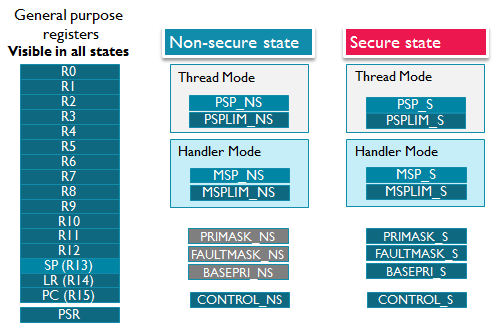 General purpose
registers
Visible in all states
R0
R1
R2
R3
R4
R5
R6
R7
R8
R9
R10
R11
R12
SP (R13)
LR (R14)
PC (R15)
PSR
Non-secure state
Thread Mode
PSP_NS
PSPLIM_NS
Handler Mode
MSP_NS
MSPLIM_NS
PRIMASK_NS
FAULTMASK_NS
BASEPRI_NS
CONTROL_NS
Secure state
Thread Mode
PSP_S
PSPLIM_S
Handler Mode
MSP_S
MSPLIM_S
PRIMASK_S
FAULTMASK_S
BASEPRI_S
CONTROL_S